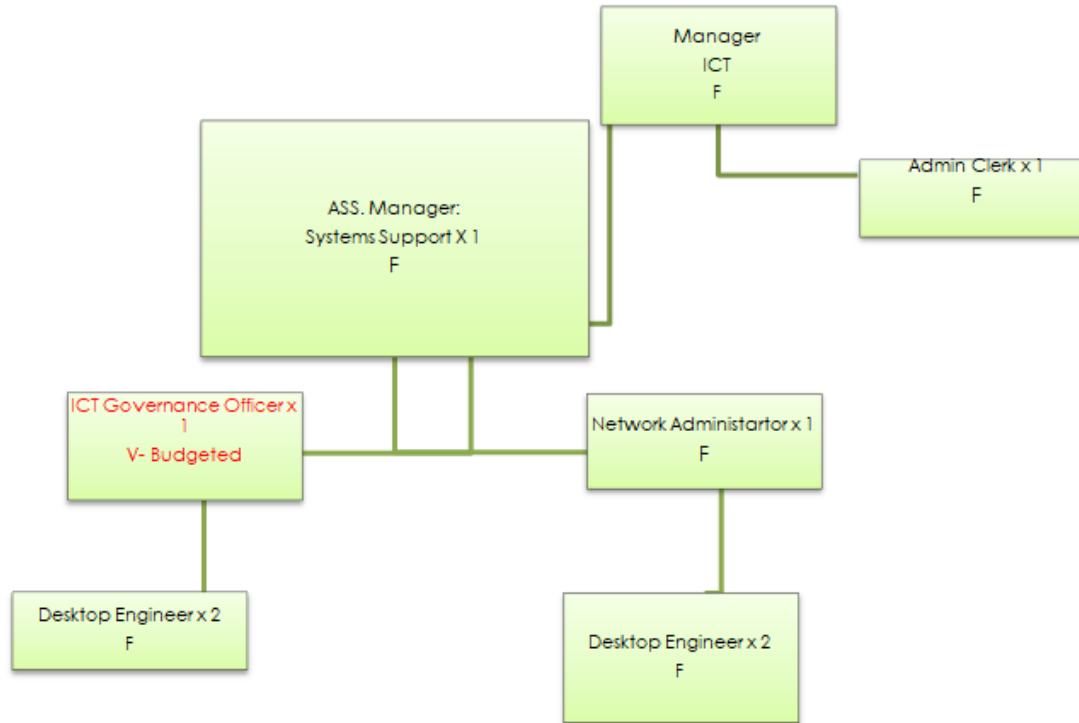 Manager
ICT
F
Admin Clerk x 1
F
ASS. Manager:
Systems Support X 1
F
ICT Governance Officer x
1
V- Budgeted
Network Administartor x 1
F
Desktop Engineer x 2
F
Desktop Engineer x 2
F